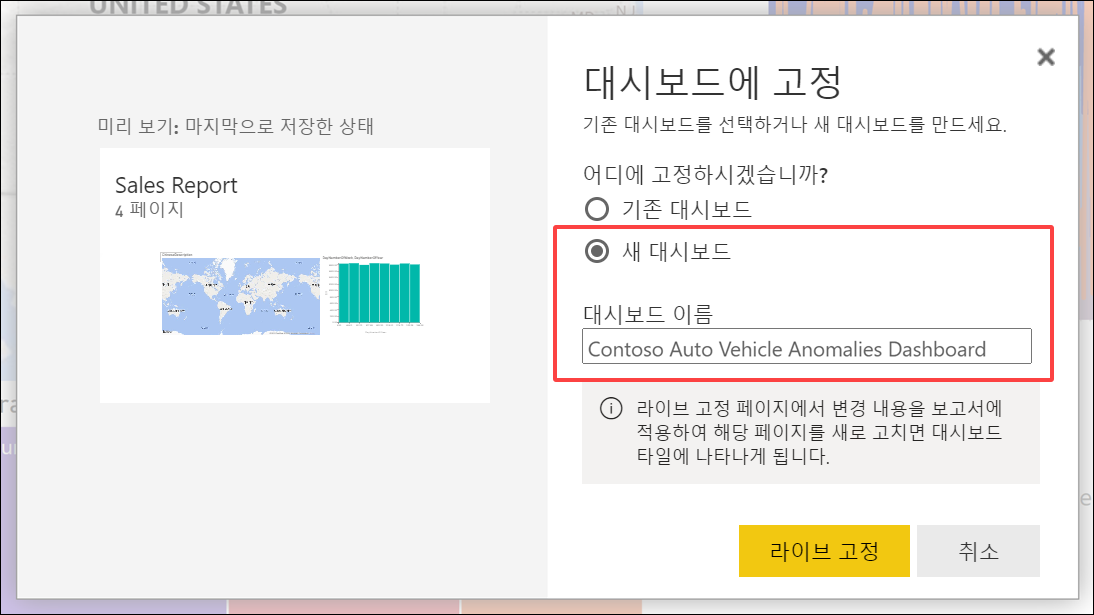 UNITED STATES
대시보드에 고정
기존 대시보드를 선택하거나 새 대시보드를 만드세요.
미리 보기: 마지막으로 저장한 상태
Sales Report
4 페이지
어디에 고정하시겠습니까?
기존 대시보드
새 대시보드
대시보드 이름
Contoso Auto Vehicle Anomalies Dashboard
라이브 고정 페이지에서 변경 내용을 보고서에
적용하여 해당 페이지를 새로 고치면 대시보드
타일에 나타나게 됩니다.
라이브 고정
취소